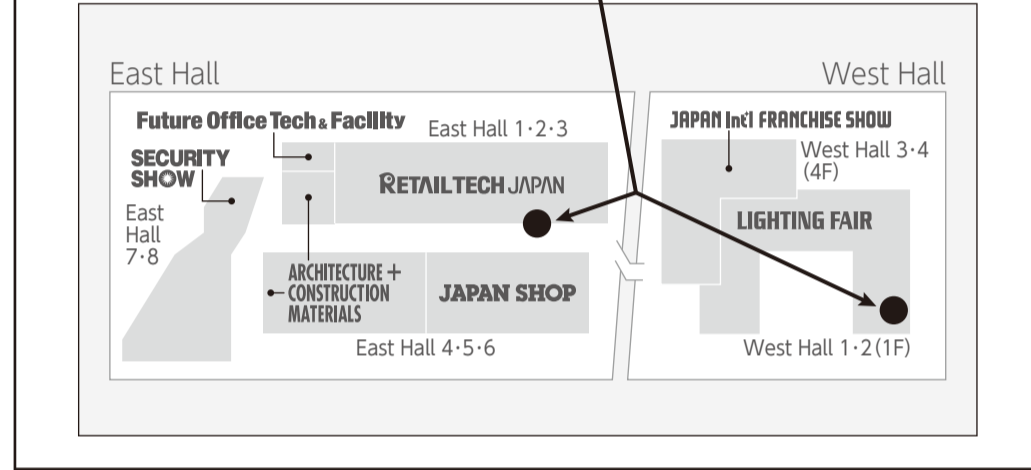 East Hall
West Hall
Future Office Tech & Facility
East Hall 1・2・3
SECURITY
SHOW
East
Hall
7・8
RETAILTECH JAPAN
ARCHITECTURE +
CONSTRUCTION
MATERIALS
JAPAN SHOP
East Hall 4・5・6
JAPAN Int'l FRANCHISE SHOW
West Hall 3・4
(4F)
LIGHTING FAIR
West Hall 1・2 (1F)